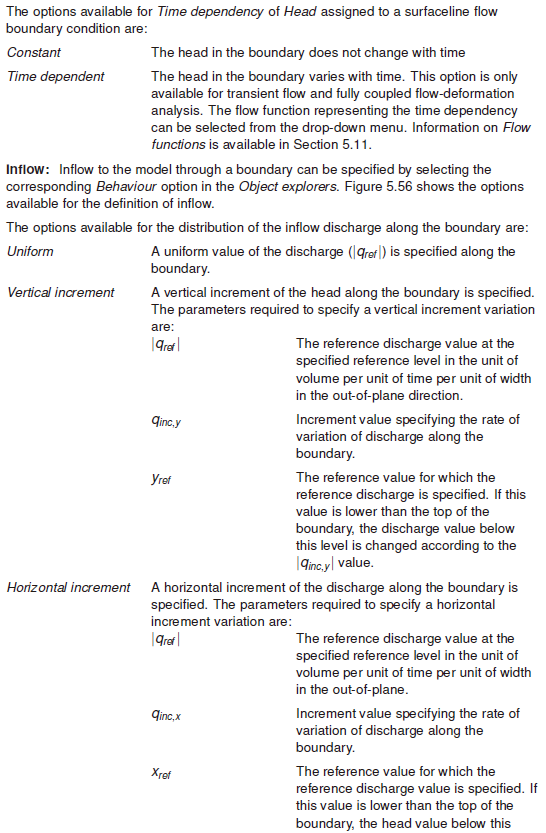 The options available for Time dependency of Head assigned to a surfaceline flow
boundary condition are:
Constant The head in the boundary does not change with time
Time dependent The head in the boundary varies with time. This option is only
available for transient flow and fully coupled flow-deformation
analysis. The flow function representing the time dependency
can be selected from the drop-down menu. Information on Flow
functions is available in Section 5.11.
Inflow: Inflow to the model through a boundary can be specified by selecting the
corresponding Behaviour option in the Object explorers. Figure 5.56 shows the options
available for the definition of inflow.
The options available for the distribution of the inflow discharge along the boundary are:
Uniform A uniform value of the discharge (|qref|) is specified along the
boundary.
Vertical increment A vertical increment of the head along the boundary is specified.
The parameters required to specify a vertical increment variation
are:
|qref| The reference discharge value at the
specified reference level in the unit of
volume per unit of time per unit of width
in the out-of-plane direction.
qinc,y Increment value specifying the rate of
variation of discharge along the
boundary.
yref The reference value for which the
reference discharge is specified. If this
value is lower than the top of the
boundary, the discharge value below
this level is changed according to the
|qinc,y| value.
Horizontal increment A horizontal increment of the discharge along the boundary is
specified. The parameters required to specify a horizontal
increment variation are:
|qref| The reference discharge value at the
specified reference level in the unit of
volume per unit of time per unit of width
in the out-of-plane.
qinc,x Increment value specifying the rate of
variation of discharge along the
boundary.
xref The reference value for which the
reference discharge value is specified. If
this value is lower than the top of the
boundary, the head value below this